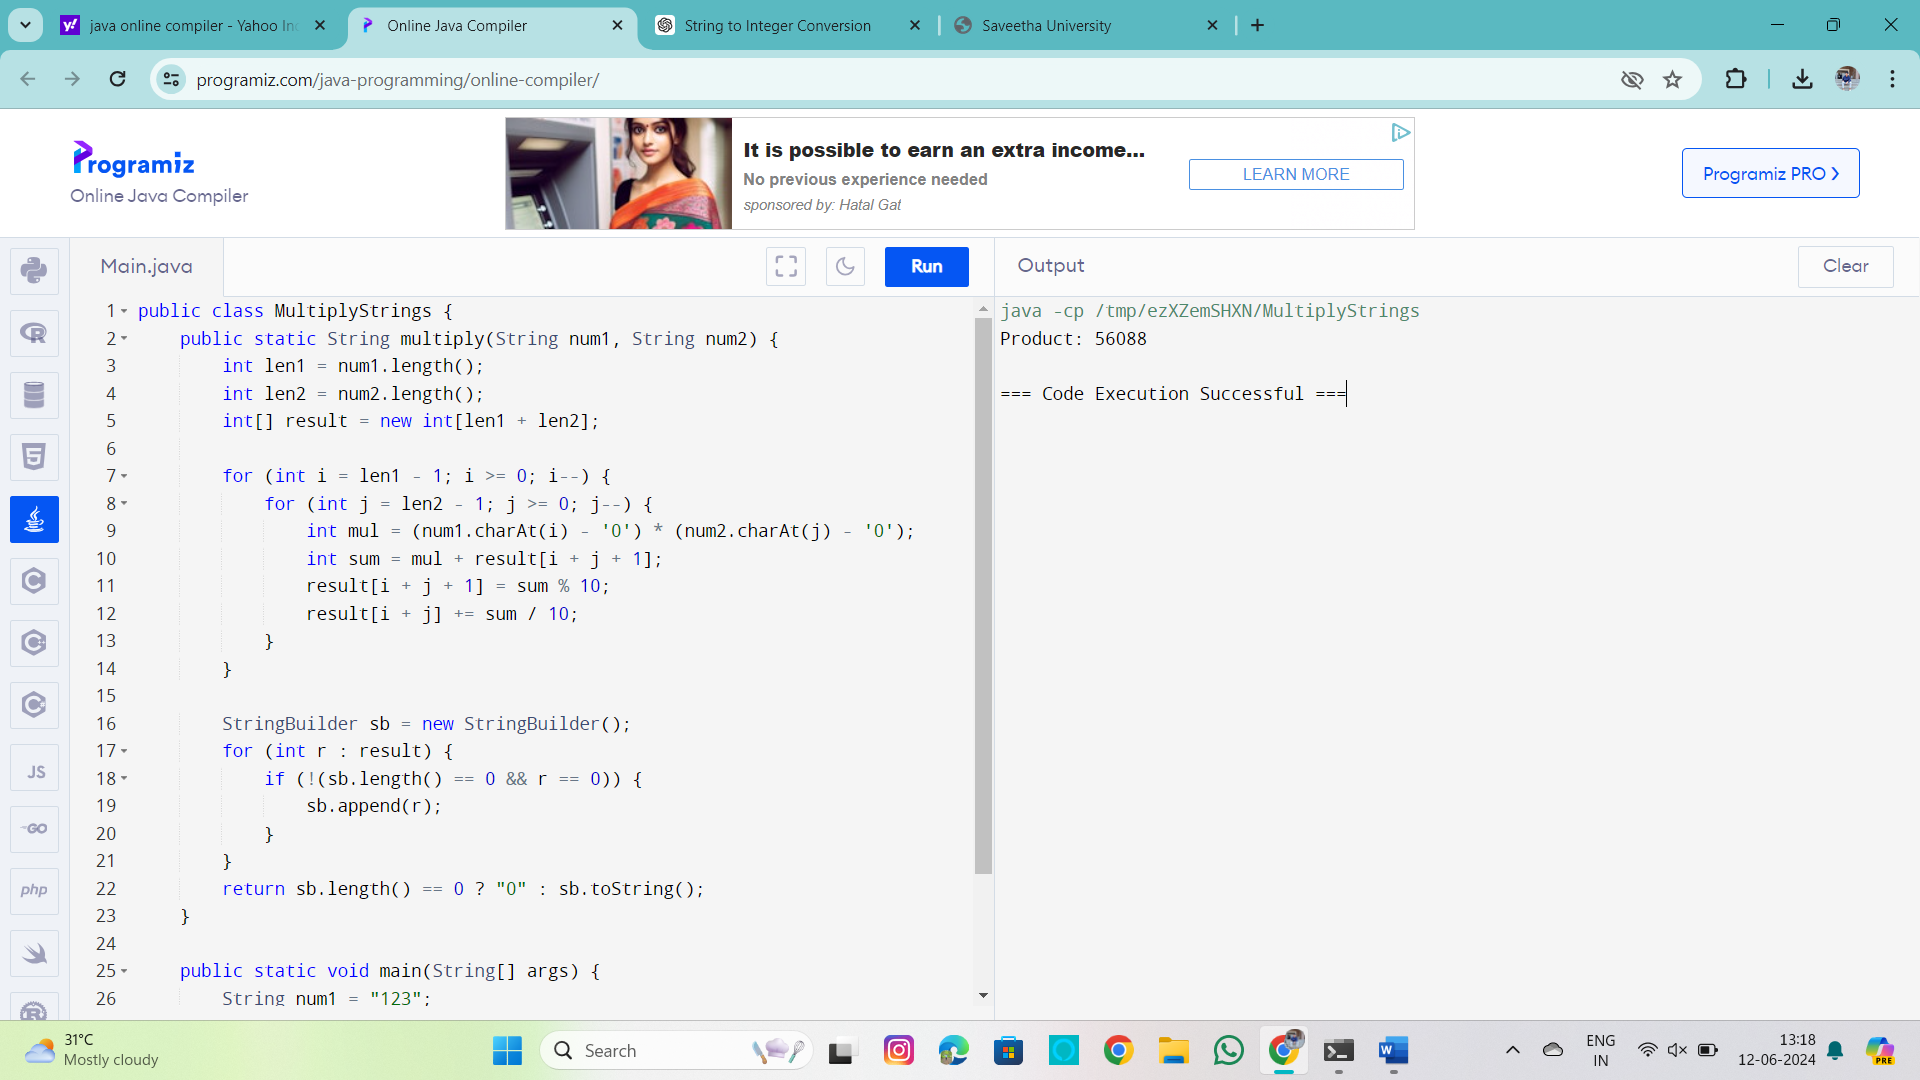 java online compiler - Yahoo In
Online Java Compiler
String to Integer Conversion
Saveetha University
programiz.com/java-programming/online-compiler/
Programiz
Online Java Compiler
It is possible to earn an extra income...
No previous experience needed
sponsored by: Hatal Gat
LEARN MORE
Programiz PRO
Main.java
Run
Output
Clear
1 public class MultiplyStrings {
2     public static String multiply(String num1, String num2) {
3         int len1 = num1.length();
4         int len2 = num2.length();
5         int[] result = new int[len1 + len2];
6
7         for (int i = len1 - 1; i >= 0; i--) {
8             for (int j = len2 - 1; j >= 0; j--) {
9                 int mul = (num1.charAt(i) - '0') * (num2.charAt(j) - '0');
10                 int sum = mul + result[i + j + 1];
11                 result[i + j + 1] = sum % 10;
12                 result[i + j] += sum / 10;
13             }
14         }
15
16         StringBuilder sb = new StringBuilder();
17         for (int r : result) {
18             if (!(sb.length() == 0 && r == 0)) {
19                 sb.append(r);
20             }
21         }
22         return sb.length() == 0 ? "0" : sb.toString();
23     }
24
25     public static void main(String[] args) {
26         String num1 = "123";
java -cp /tmp/ezXZemSHXN/MultiplyStrings
Product: 56088
=== Code Execution Successful ===
JS
GO
php
31°C
Mostly cloudy
Search
ENG
IN
13:18
12-06-2024
PRE